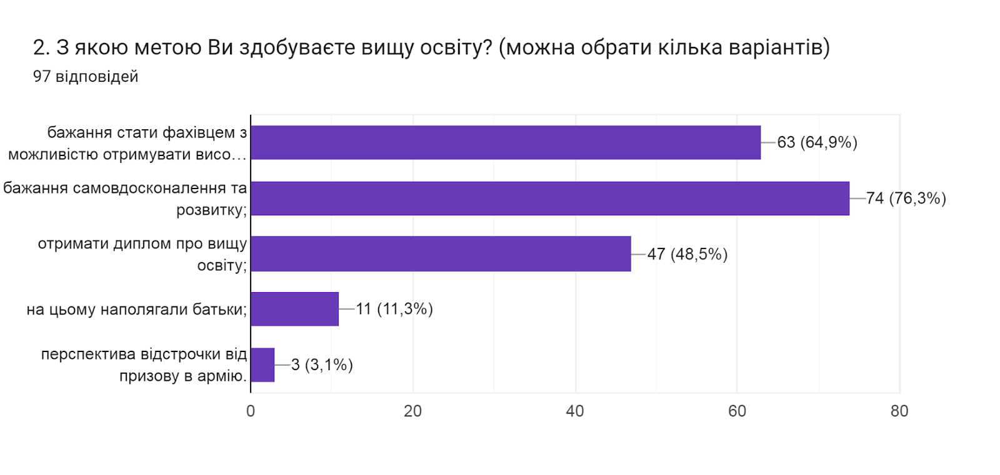 2. З якою метою Ви здобуваєте вищу освіту? (можна обрати кілька варіантів)
97 відповідей
бажання стати фахівцем з
можливістю отримувати висо…
63 (64,9%)
бажання самовдосконалення та
розвитку;
74 (76,3%)
отримати диплом про вищу
освіту;
47 (48,5%)
на цьому наполягали батьки;
11 (11,3%)
перспектива відстрочки від
призову в армію.
3 (3,1%)
0 20 40 60 80